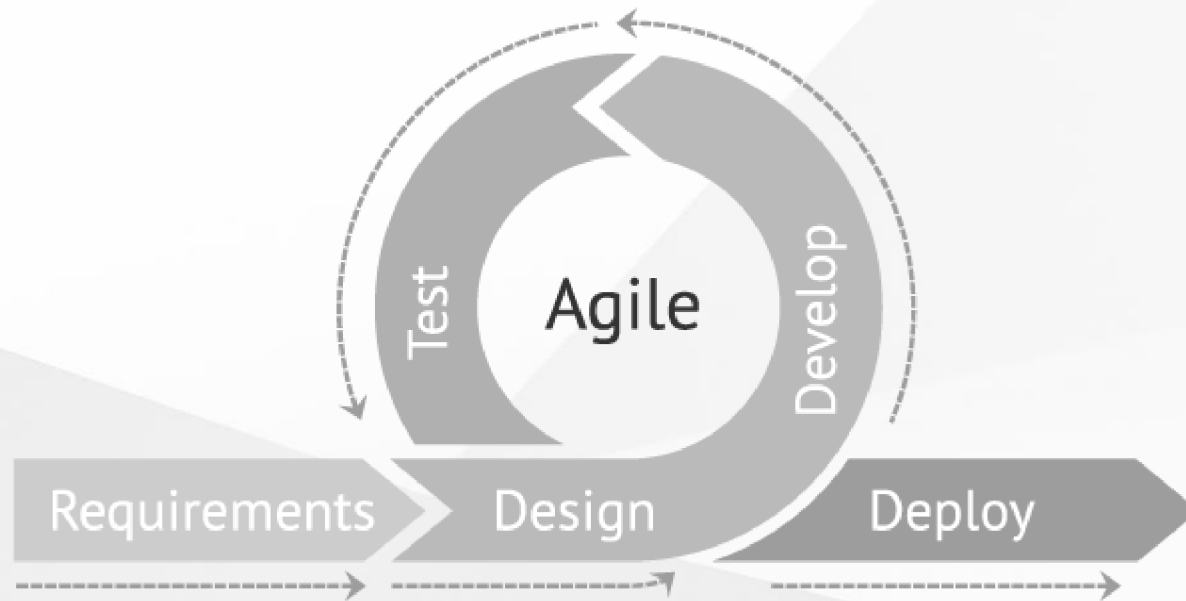 Agile
Test
Develop
Requirements
Design
Deploy